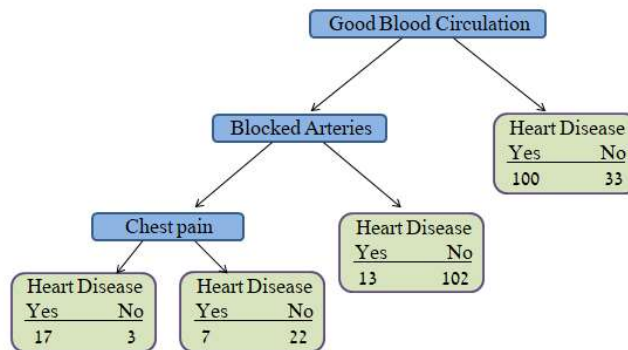 Good Blood Circulation
Blocked Arteries
Heart Disease
Yes No
100 33
Chest pain
Heart Disease
Yes No
13 102
Heart Disease
Yes No
17 3
Heart Disease
Yes No
7 22